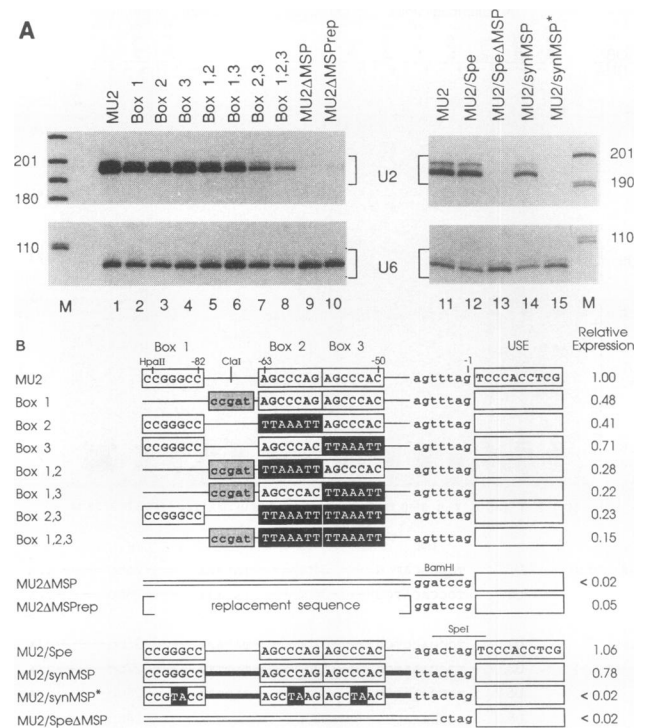 A
MU2
Box 1
Box 2
Box 3
Box 1,2
Box 1,3
Box 2,3
Box 1,2,3
MU2ΔMSP
MU2ΔMSPrep
MU2
MU2/Spe
MU2/SpeΔMSP
MU2/synMSP
MU2/synMSP*
201
180
U2
201
190
110
U6
110
M 1 2 3 4 5 6 7 8 9 10 11 12 13 14 15 M
B
Box 1 Box 2 Box 3 USE Relative Expression
HpaII -82 ClaI -63 -50 -1
MU2 CCGGGCC AGCCCAG AGCCCAC agtttag TCCCACCTCG 1.00
Box 1 ccgat AGCCCAG AGCCCAC agtttag 0.48
Box 2 CCGGGCC TTAAATT AGCCCAC agtttag 0.41
Box 3 CCGGGCC AGCCCAC TTAAATT agtttag 0.71
Box 1,2 ccgat TTAAATT AGCCCAC agtttag 0.28
Box 1,3 ccgat AGCCCAC TTAAATT agtttag 0.22
Box 2,3 CCGGGCC TTAAATT TTAAATT agtttag 0.23
Box 1,2,3 ccgat TTAAATT TTAAATT agtttag 0.15
BamHI
MU2ΔMSP ggatccg < 0.02
MU2ΔMSPrep replacement sequence ggatccg 0.05
SpeI
MU2/Spe CCGGGCC AGCCCAG AGCCCAC agactag TCCCACCTCG 1.06
MU2/synMSP CCGGGCC AGCCCAG AGCCCAC ttactag 0.78
MU2/synMSP* CCGTACC AGCTAAG AGCTAAC ttactag < 0.02
MU2/SpeΔMSP ctag < 0.02